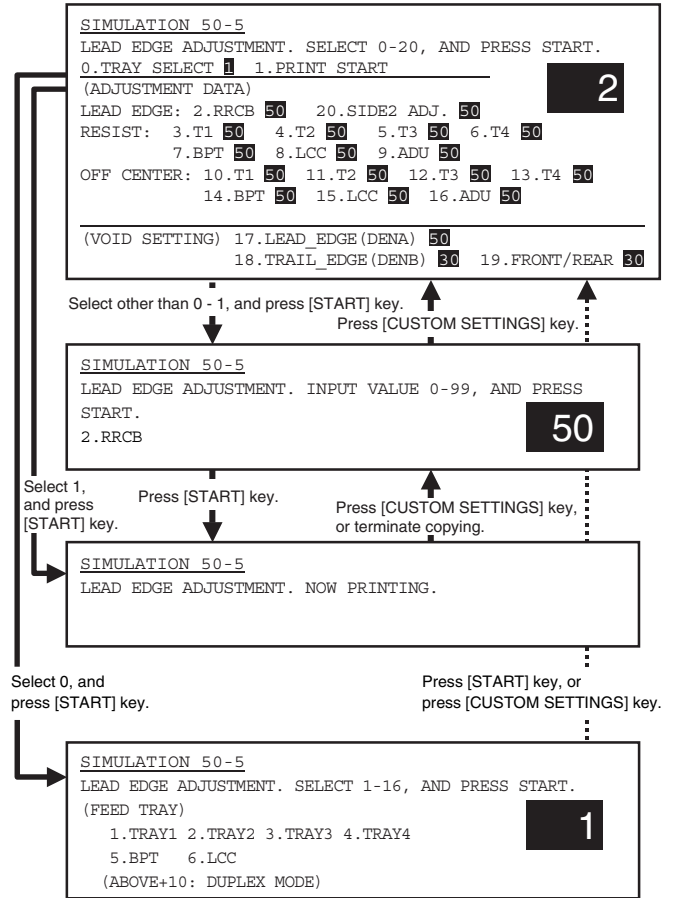 SIMULATION 50-5
LEAD EDGE ADJUSTMENT. SELECT 0-20, AND PRESS START.
0.TRAY SELECT 1 1.PRINT START
2
(ADJUSTMENT DATA)
LEAD EDGE: 2.RRCB 50 20.SIDE2 ADJ. 50
RESIST: 3.T1 50 4.T2 50 5.T3 50 6.T4 50
7.BPT 50 8.LCC 50 9.ADU 50
OFF CENTER: 10.T1 50 11.T2 50 12.T3 50 13.T4 50
14.BPT 50 15.LCC 50 16.ADU 50
(VOID SETTING) 17.LEAD_EDGE(DENA) 50
18.TRAIL_EDGE(DENB) 30 19.FRONT/REAR 30
Select other than 0 - 1, and press [START] key.
Press [CUSTOM SETTINGS] key.
SIMULATION 50-5
LEAD EDGE ADJUSTMENT. INPUT VALUE 0-99, AND PRESS
START.
2.RRCB
50
Select 1,
and press
[START] key.
Press [START] key.
Press [CUSTOM SETTINGS] key,
or terminate copying.
SIMULATION 50-5
LEAD EDGE ADJUSTMENT. NOW PRINTING.
Select 0, and
press [START] key.
Press [START] key, or
press [CUSTOM SETTINGS] key.
SIMULATION 50-5
LEAD EDGE ADJUSTMENT. SELECT 1-16, AND PRESS START.
(FEED TRAY)
1.TRAY1 2.TRAY2 3.TRAY3 4.TRAY4
1
5.BPT 6.LCC
(ABOVE+10: DUPLEX MODE)